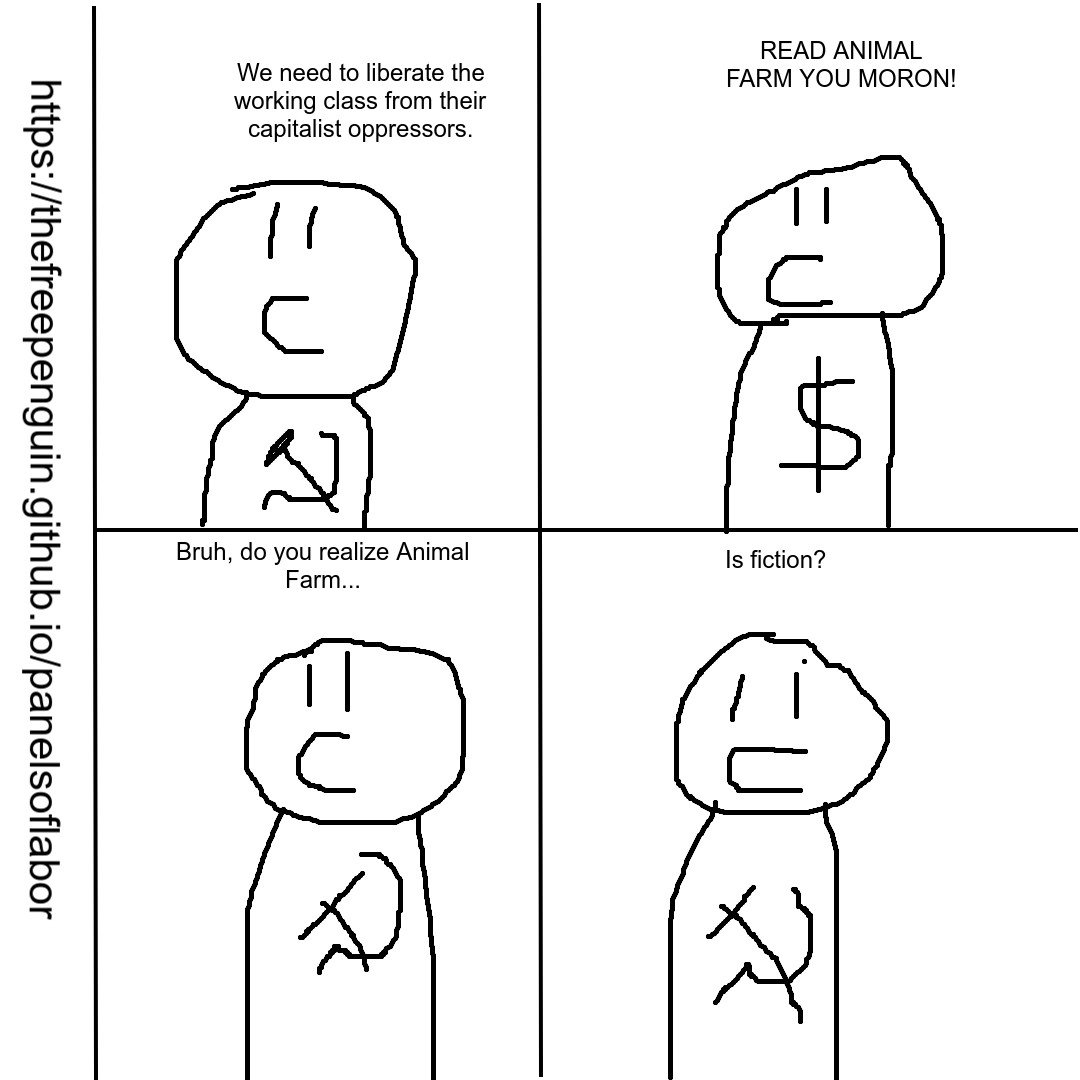 https://thefreepenguin.github.io/panelsoflabor
We need to liberate the
working class from their
capitalist oppressors.
READ ANIMAL
FARM YOU MORON!
$
Bruh, do you realize Animal
Farm...
Is fiction?